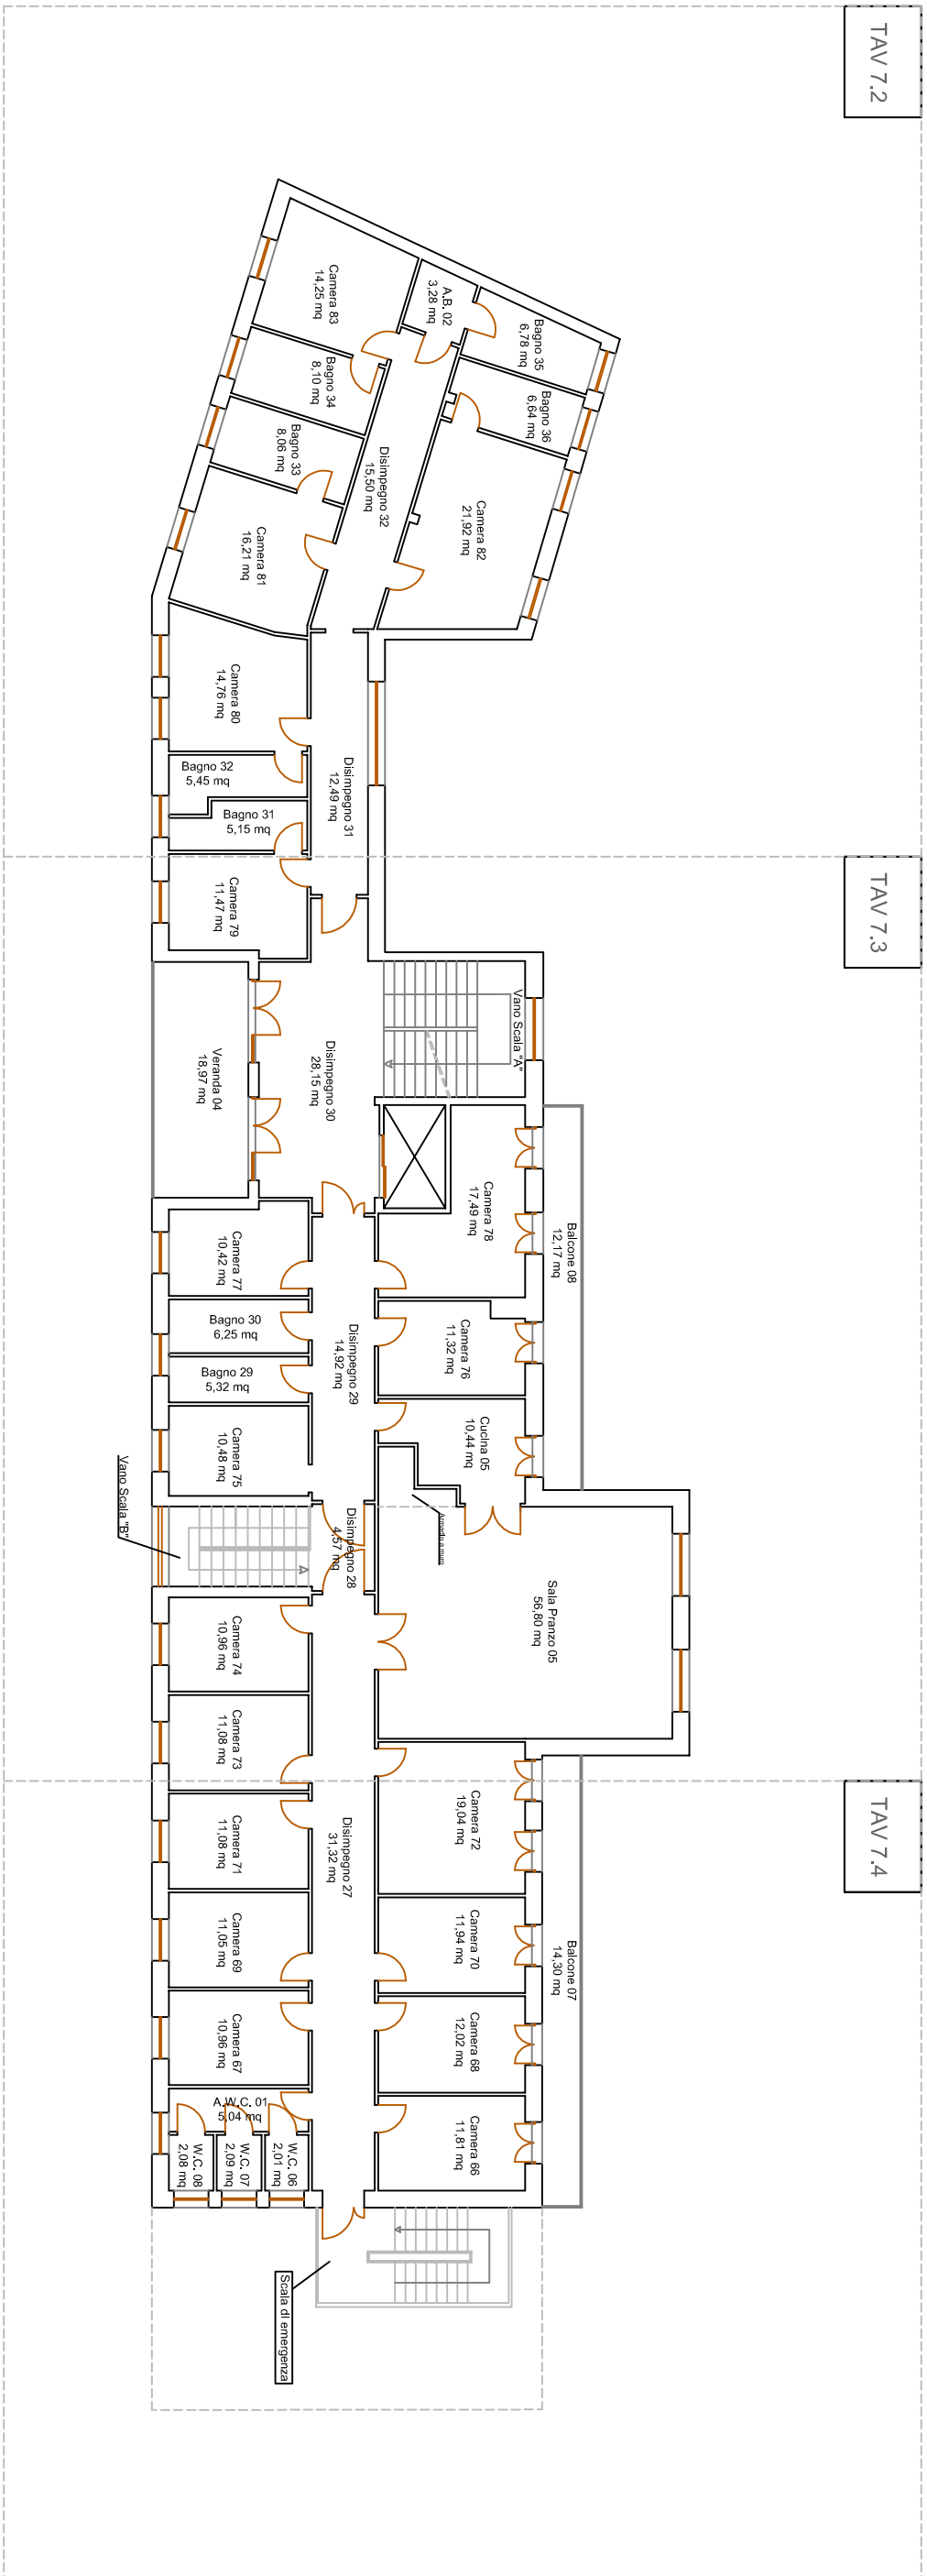 TAV 7.2
Camera 83
14,25 mq
A.B. 02
3,28 mq
Bagno 35
6,78 mq
Bagno 34
8,10 mq
Bagno 36
6,64 mq
Bagno 33
8,06 mq
Disimpegno 32
15,50 mq
Camera 82
21,92 mq
Camera 81
16,21 mq
Camera 80
14,76 mq
Bagno 32
5,45 mq
Disimpegno 31
12,49 mq
Bagno 31
5,15 mq
TAV 7.3
Camera 79
11,47 mq
Vano Scala "A"
Veranda 04
18,97 mq
Disimpegno 30
28,15 mq
Camera 78
17,49 mq
Balcone 08
12,17 mq
Camera 77
10,42 mq
Bagno 30
6,25 mq
Disimpegno 29
14,92 mq
Camera 76
11,32 mq
Bagno 29
5,32 mq
Camera 75
10,48 mq
Cucina 05
10,44 mq
Vano Scala "B"
Disimpegno 28
4,57 mq
Armadio a muro
Sala Pranzo 05
56,80 mq
Camera 74
10,96 mq
Camera 73
11,08 mq
TAV 7.4
Camera 71
11,08 mq
Disimpegno 27
31,32 mq
Camera 72
19,04 mq
Camera 69
11,05 mq
Camera 70
11,94 mq
Balcone 07
14,30 mq
Camera 67
10,96 mq
Camera 68
12,02 mq
A.W.C. 01
5,04 mq
Camera 66
11,81 mq
W.C. 08
2,08 mq
W.C. 07
2,09 mq
W.C. 06
2,01 mq
Scala di emergenza